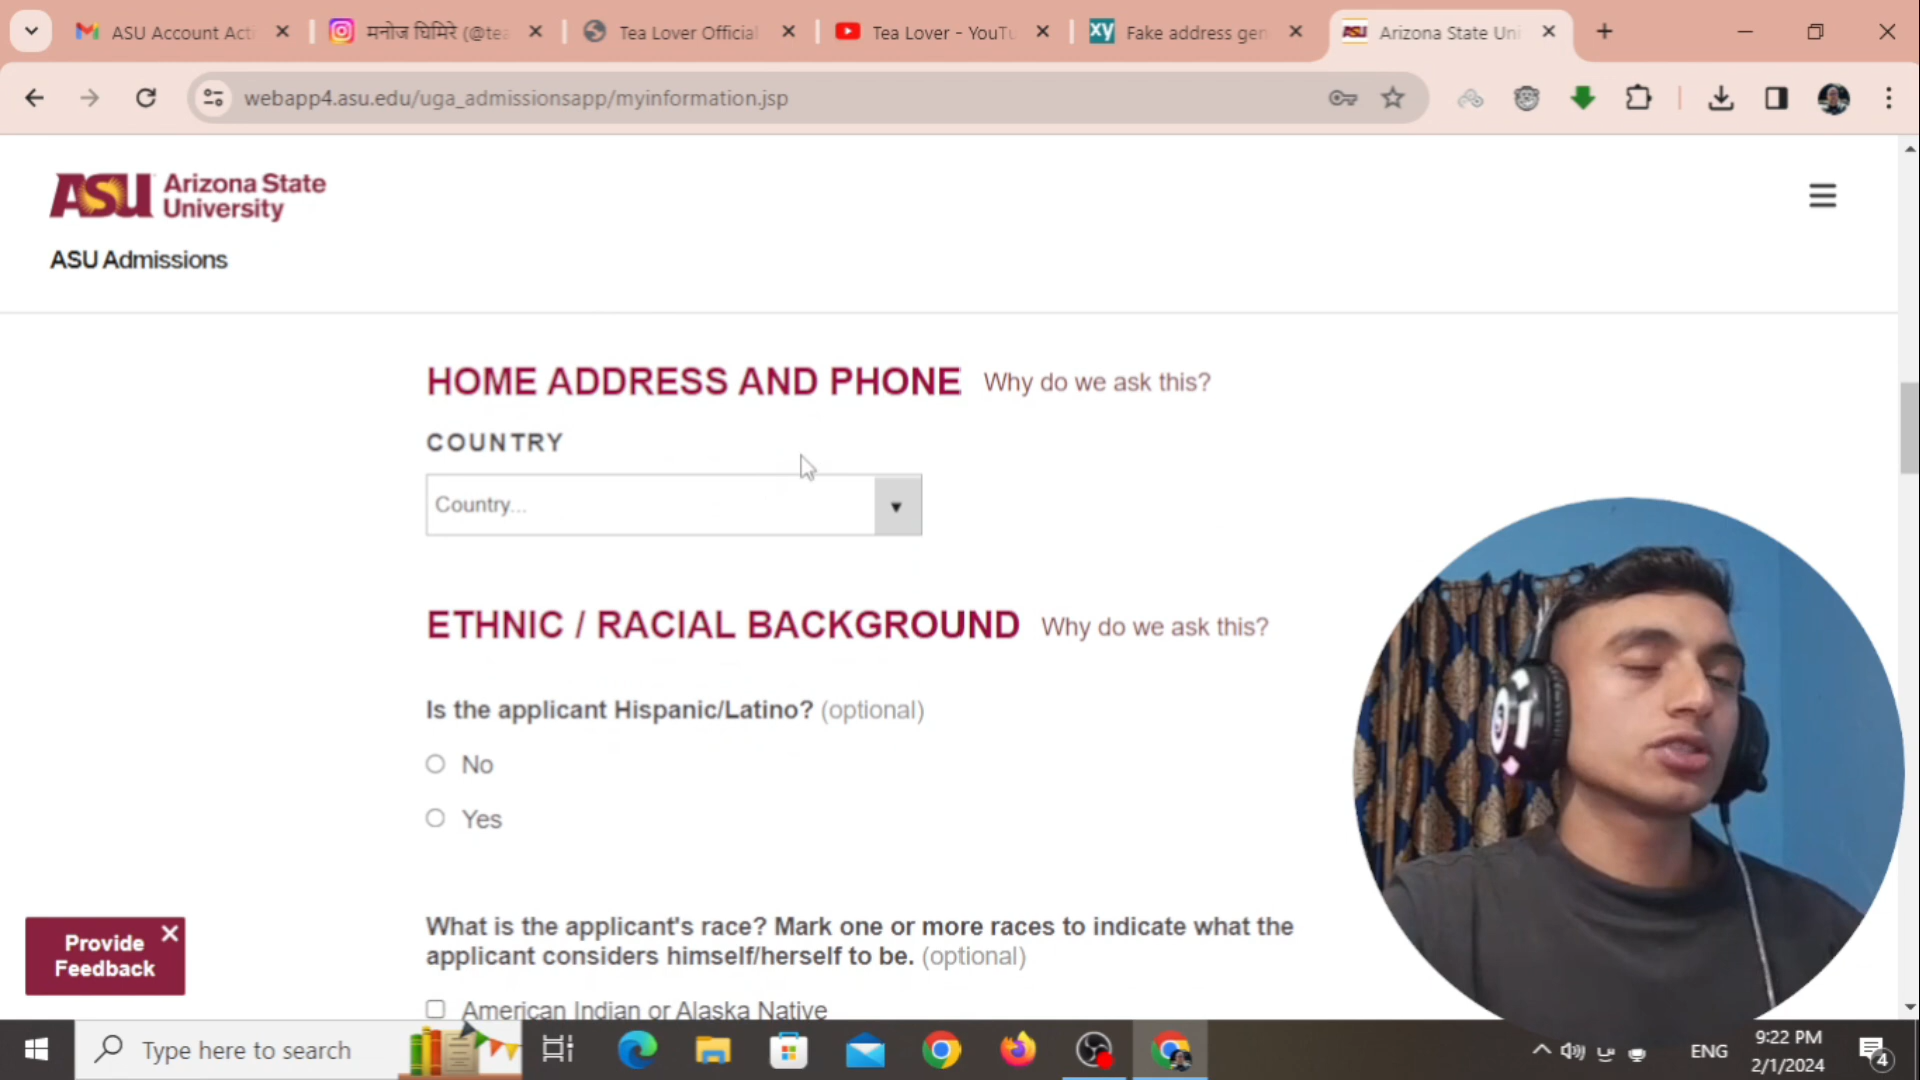 ASU Account Acti
मनोज घिमिरे (@tea
Tea Lover Official
Tea Lover - YouTu
Fake address gen
Arizona State Uni
webapp4.asu.edu/uga_admissionsapp/myinformation.jsp
ASU Arizona State
University
ASU Admissions
HOME ADDRESS AND PHONE Why do we ask this?
COUNTRY
Country...
ETHNIC / RACIAL BACKGROUND Why do we ask this?
Is the applicant Hispanic/Latino? (optional)
No
Yes
What is the applicant's race? Mark one or more races to indicate what the
applicant considers himself/herself to be. (optional)
American Indian or Alaska Native
Provide
Feedback
Type here to search
ENG
9:22 PM
2/1/2024
4